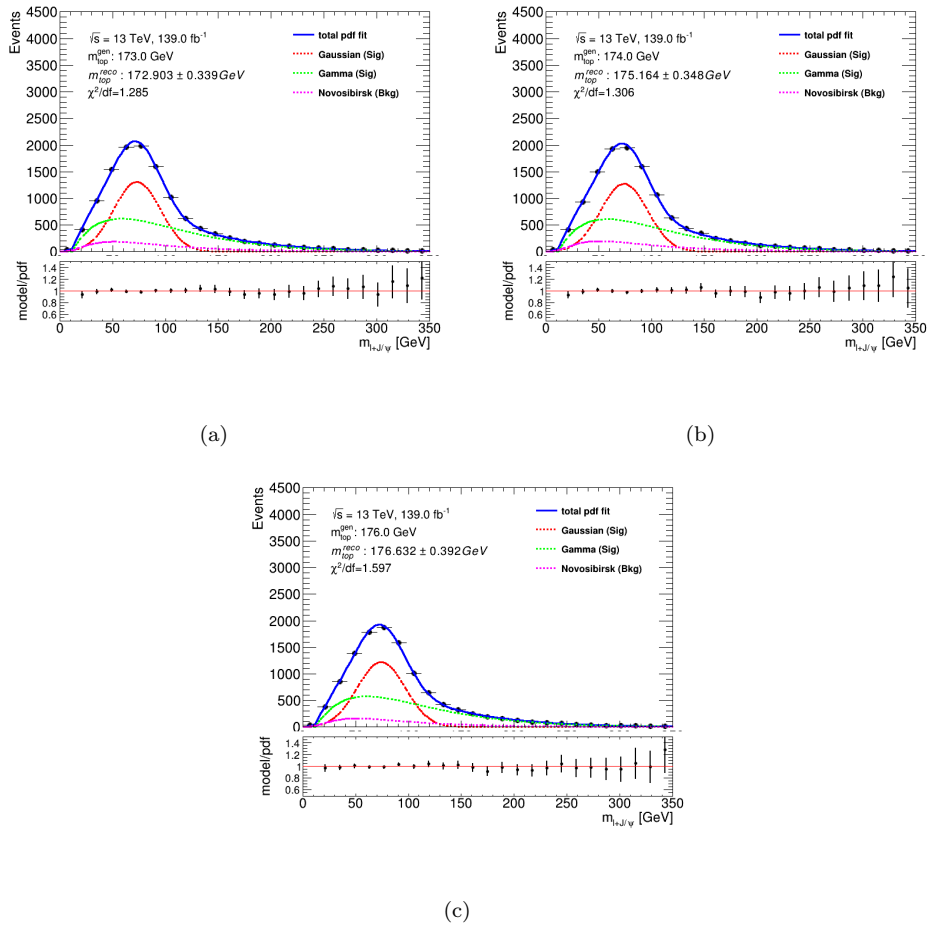 Events
4500
4000
3500
3000
2500
2000
1500
1000
500
0
√s = 13 TeV, 139.0 fb⁻¹
m_top^gen : 173.0 GeV
m_top^reco : 172.903 ± 0.339 GeV
χ²/df=1.285
total pdf fit
Gaussian (Sig)
Gamma (Sig)
Novosibirsk (Bkg)
model/pdf
1.4
1.2
1
0.8
0.6
0 50 100 150 200 250 300 350
m_l+J/ψ [GeV]
(a)
Events
4500
4000
3500
3000
2500
2000
1500
1000
500
0
√s = 13 TeV, 139.0 fb⁻¹
m_top^gen : 174.0 GeV
m_top^reco : 175.164 ± 0.348 GeV
χ²/df=1.306
total pdf fit
Gaussian (Sig)
Gamma (Sig)
Novosibirsk (Bkg)
model/pdf
1.4
1.2
1
0.8
0.6
0 50 100 150 200 250 300 350
m_l+J/ψ [GeV]
(b)
Events
4500
4000
3500
3000
2500
2000
1500
1000
500
0
√s = 13 TeV, 139.0 fb⁻¹
m_top^gen : 176.0 GeV
m_top^reco : 176.632 ± 0.392 GeV
χ²/df=1.597
total pdf fit
Gaussian (Sig)
Gamma (Sig)
Novosibirsk (Bkg)
model/pdf
1.4
1.2
1
0.8
0.6
0 50 100 150 200 250 300 350
m_l+J/ψ [GeV]
(c)